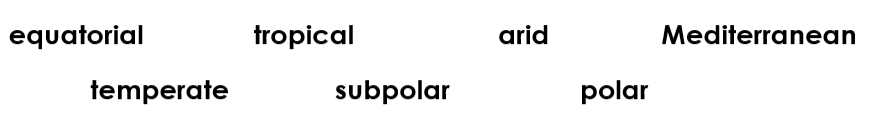 equatorial tropical arid Mediterranean
temperate subpolar polar